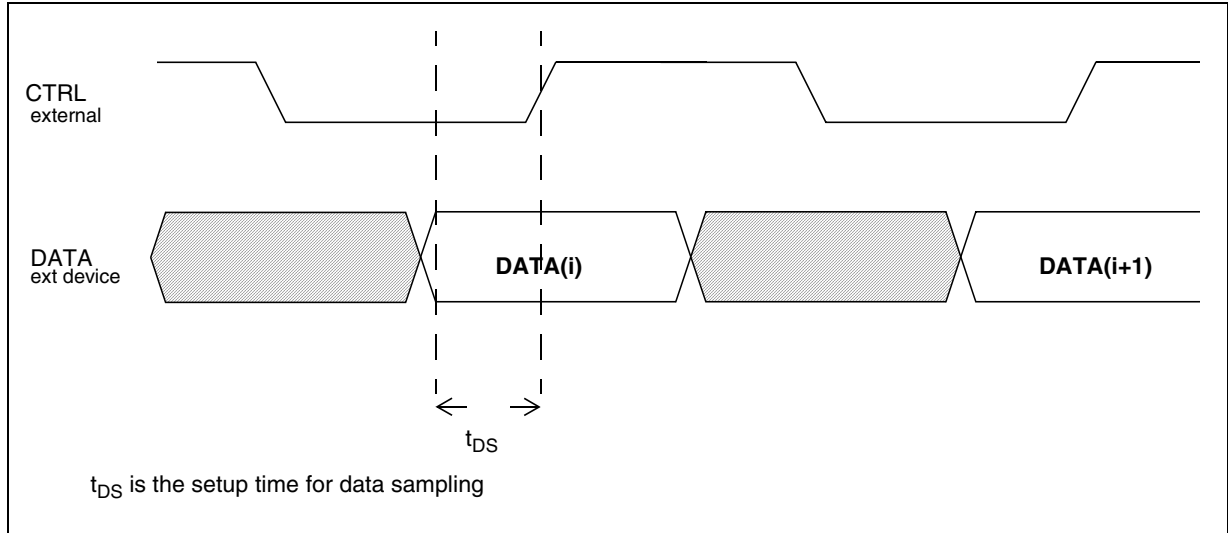 CTRL
external
DATA
ext device
DATA(i)
DATA(i+1)
tDS
tDS is the setup time for data sampling